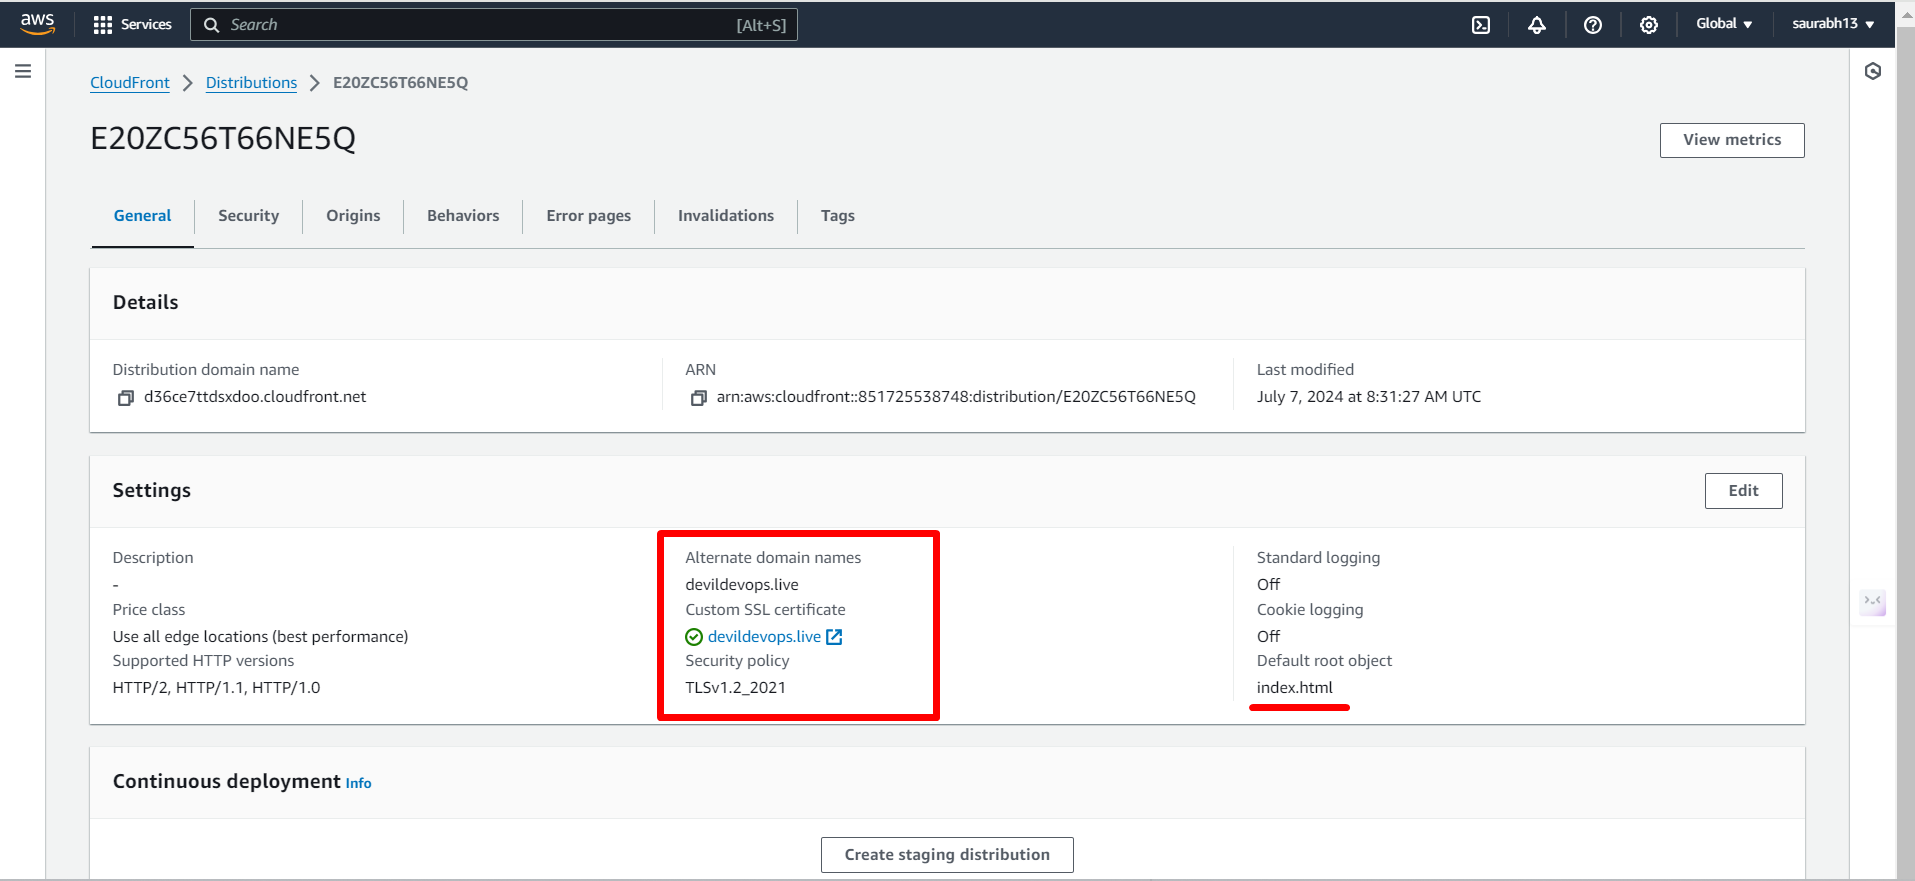 aws
Services
Search
[Alt+S]
Global
saurabh13
CloudFront
Distributions
E20ZC56T66NE5Q
E20ZC56T66NE5Q
View metrics
General
Security
Origins
Behaviors
Error pages
Invalidations
Tags
Details
Distribution domain name
d36ce7ttdsxdoo.cloudfront.net
ARN
arn:aws:cloudfront::851725538748:distribution/E20ZC56T66NE5Q
Last modified
July 7, 2024 at 8:31:27 AM UTC
Settings
Edit
Description
-
Price class
Use all edge locations (best performance)
Supported HTTP versions
HTTP/2, HTTP/1.1, HTTP/1.0
Alternate domain names
devildevops.live
Custom SSL certificate
devildevops.live
Security policy
TLSv1.2_2021
Standard logging
Off
Cookie logging
Off
Default root object
index.html
Continuous deployment Info
Create staging distribution